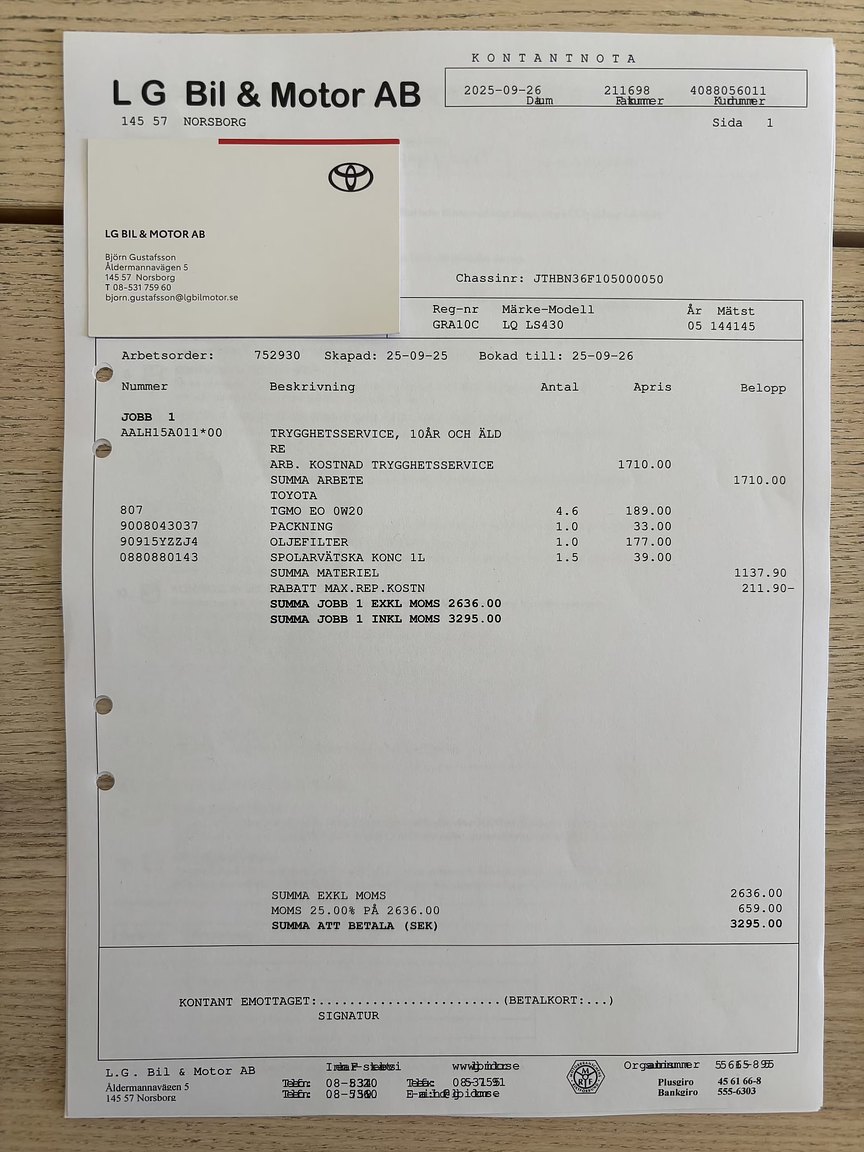 KONTANTNOTA
LG Bil & Motor AB
2025-09-26 211698 4088056011
145 57 NORSBORG
Sida 1
LG BIL & MOTOR AB
Björn Gustafsson
Åldermannavägen 5
145 57 Norsborg
T 08-531 759 60
bjorn.gustafsson@lgbilmotor.se
Chassinr: JTHBN36F105000050
Reg-nr Märke-Modell År Mätst
GRA10C LQ LS430 05 144145
Arbetsorder: 752930 Skapad: 25-09-25 Bokad till: 25-09-26
Nummer Beskrivning Antal Apris Belopp
JOBB 1
AALH15A011*00 TRYGGHETSSERVICE, 10ÅR OCH ÄLD
RE
ARB. KOSTNAD TRYGGHETSSERVICE 1710.00
SUMMA ARBETE 1710.00
TOYOTA
807 TGMO EO 0W20 4.6 189.00
9008043037 PACKNING 1.0 33.00
90915YZZJ4 OLJEFILTER 1.0 177.00
0880880143 SPOLARVÄTSKA KONC 1L 1.5 39.00
SUMMA MATERIEL 1137.90
RABATT MAX.REP.KOSTN 211.90-
SUMMA JOBB 1 EXKL MOMS 2636.00
SUMMA JOBB 1 INKL MOMS 3295.00
SUMMA EXKL MOMS 2636.00
MOMS 25.00% PÅ 2636.00 659.00
SUMMA ATT BETALA (SEK) 3295.00
KONTANT EMOTTAGET:........................(BETALKORT:...)
SIGNATUR
L.G. Bil & Motor AB
Åldermannavägen 5
145 57 Norsborg
Plusgiro 45 61 66-8
Bankgiro 555-6303